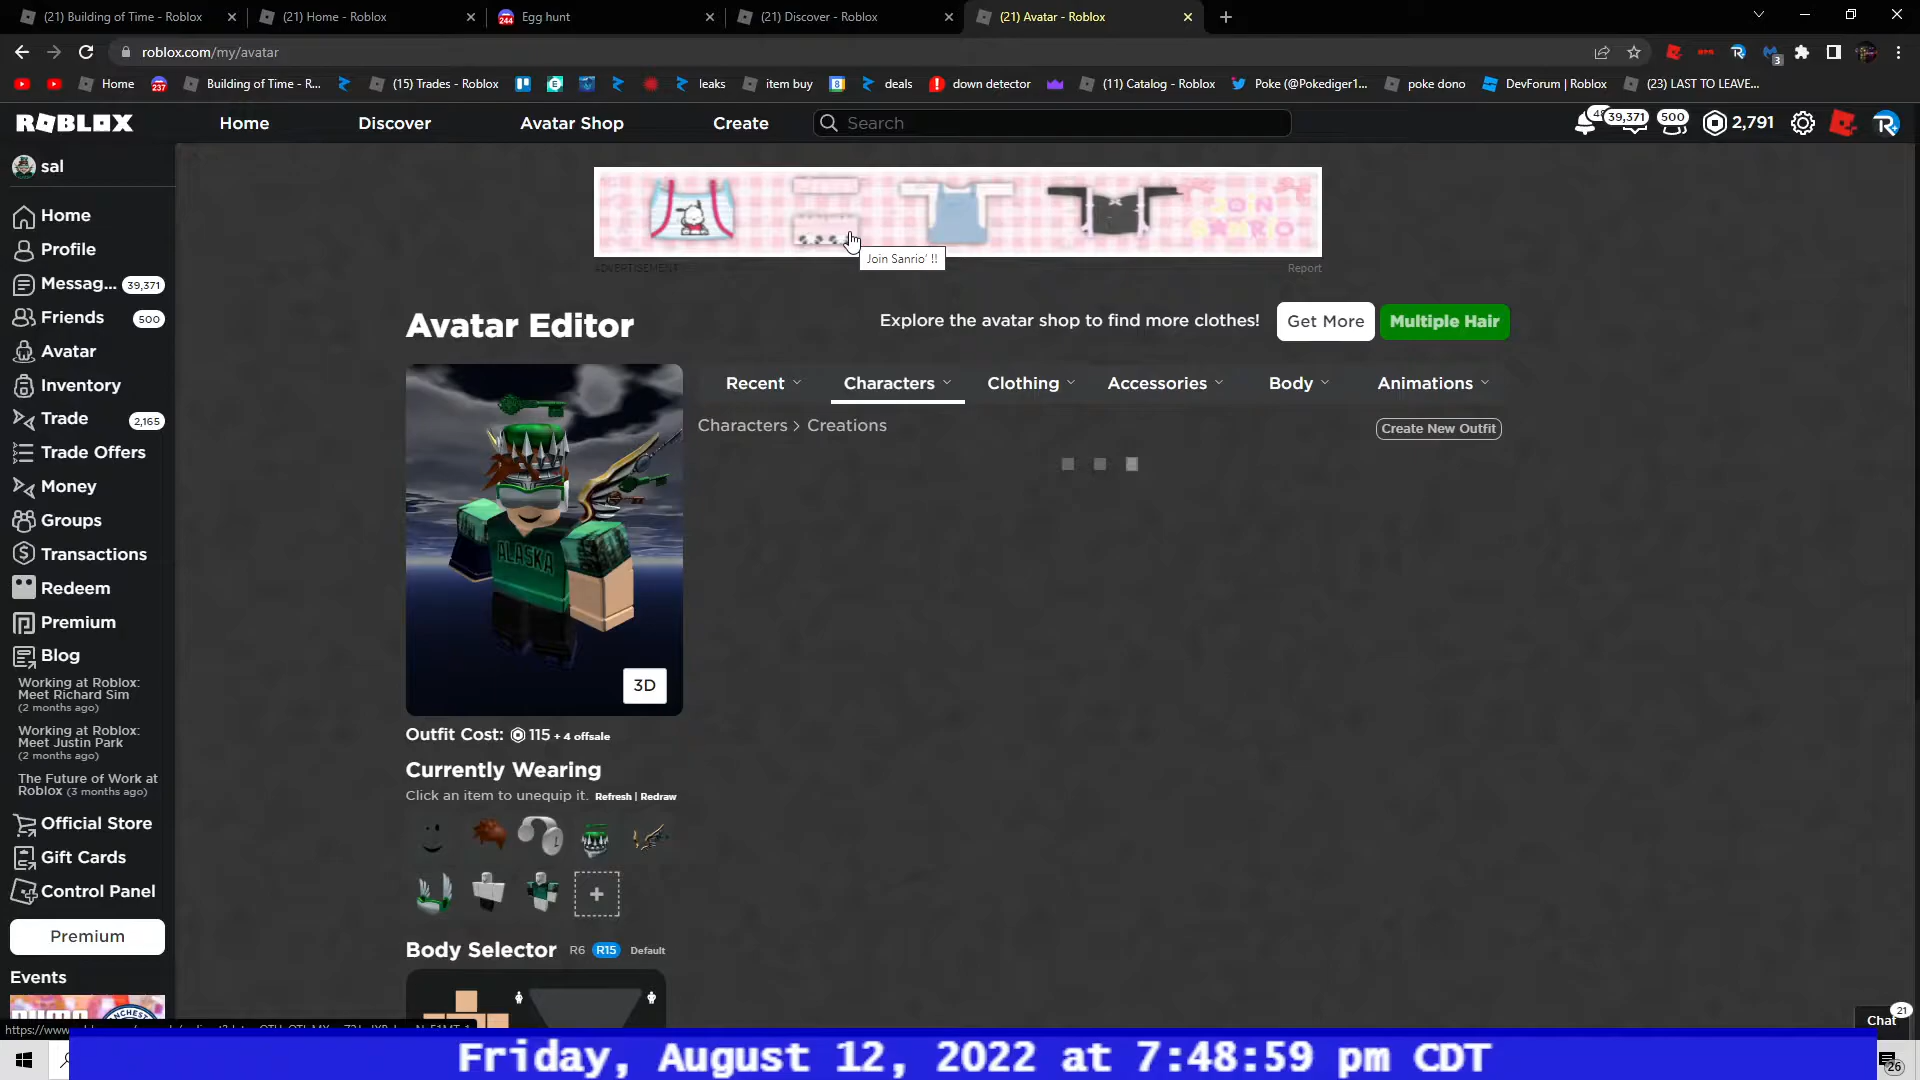 (21) Building of Time - Roblox
(21) Home - Roblox
244
Egg hunt
(21) Discover - Roblox
(21) Avatar - Roblox
roblox.com/my/avatar
3
Home
237
Building of Time - R...
(15) Trades - Roblox
leaks
item buy
8
deals
down detector
(11) Catalog - Roblox
Poke (@Pokediger1...
poke dono
DevForum | Roblox
(23) LAST TO LEAVE...
ROBLOX
Home
Discover
Avatar Shop
Create
Search
39,371
500
2,791
sal
Home
Profile
Messag... 39,371
Friends 500
Avatar
Inventory
Trade 2,165
Trade Offers
Money
Groups
Transactions
Redeem
Premium
Blog
Working at Roblox:
Meet Richard Sim
(2 months ago)
Working at Roblox:
Meet Justin Park
(2 months ago)
The Future of Work at
Roblox (3 months ago)
Official Store
Gift Cards
Control Panel
Premium
Events
JOIN
SANRIO
Join Sanrio' !!
ADVERTISEMENT
Report
Avatar Editor
Explore the avatar shop to find more clothes!
Get More
Multiple Hair
Recent
Characters
Clothing
Accessories
Body
Animations
Characters > Creations
Create New Outfit
ALASKA
3D
Outfit Cost: 115 + 4 offsale
Currently Wearing
Click an item to unequip it. Refresh | Redraw
+
Body Selector R6 R15 Default
Chat
21
Friday, August 12, 2022 at 7:48:59 pm CDT
26